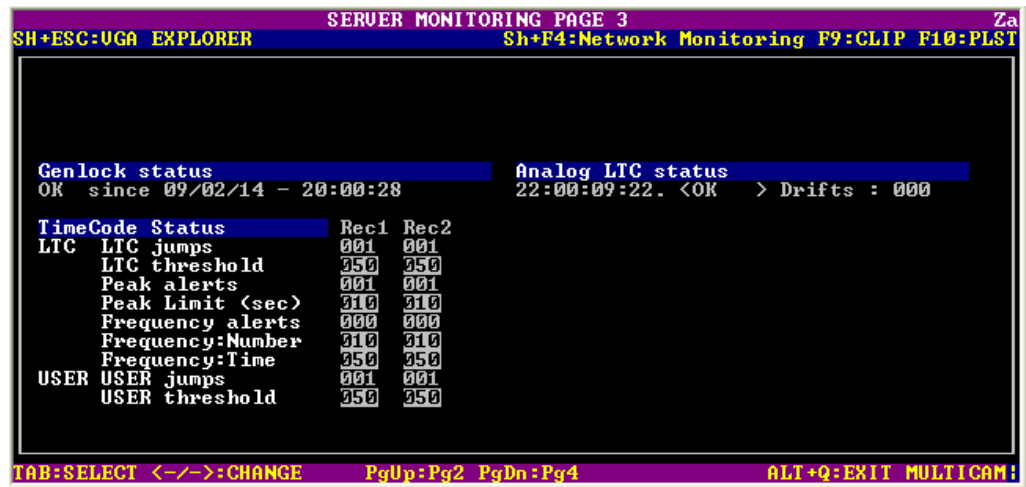 SERVER MONITORING PAGE 3 Za
SH+ESC:VGA EXPLORER Sh+F4:Network Monitoring F9:CLIP F10:PLST
Genlock status Analog LTC status
OK since 09/02/14 - 20:00:28 22:00:09:22. <OK > Drifts : 000
TimeCode Status Rec1 Rec2
LTC LTC jumps 001 001
LTC threshold 050 050
Peak alerts 001 001
Peak Limit (sec) 010 010
Frequency alerts 000 000
Frequency:Number 010 010
Frequency:Time 050 050
USER USER jumps 001 001
USER threshold 050 050
TAB:SELECT <-/->:CHANGE PgUp:Pg2 PgDn:Pg4 ALT+Q:EXIT MULTICAM